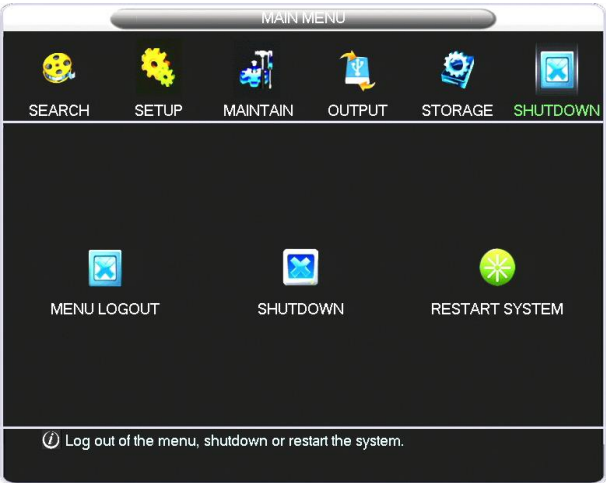 MAIN MENU
SEARCH SETUP MAINTAIN OUTPUT STORAGE SHUTDOWN
MENU LOGOUT SHUTDOWN RESTART SYSTEM
Log out of the menu, shutdown or restart the system.